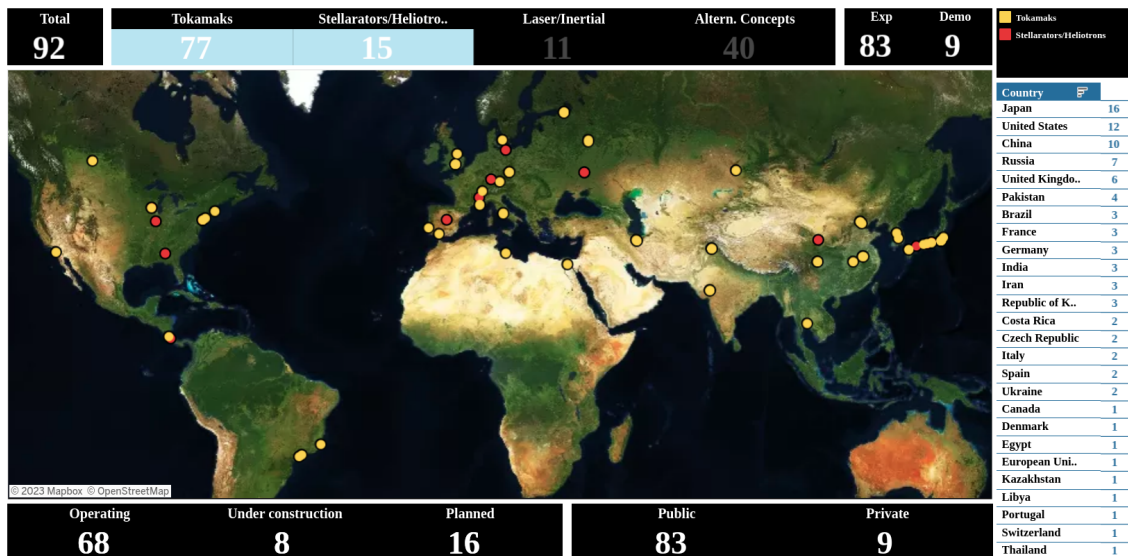 Total
92
Tokamaks
77
Stellarators/Heliotro..
15
Laser/Inertial
11
Altern. Concepts
40
Exp
83
Demo
9
Tokamaks
Stellarators/Heliotrons
Country
Japan 16
United States 12
China 10
Russia 7
United Kingdo.. 6
Pakistan 4
Brazil 3
France 3
Germany 3
India 3
Iran 3
Republic of K.. 3
Costa Rica 2
Czech Republic 2
Italy 2
Spain 2
Ukraine 2
Canada 1
Denmark 1
Egypt 1
European Uni.. 1
Kazakhstan 1
Libya 1
Portugal 1
Switzerland 1
Thailand 1
© 2023 Mapbox © OpenStreetMap
Operating
68
Under construction
8
Planned
16
Public
83
Private
9